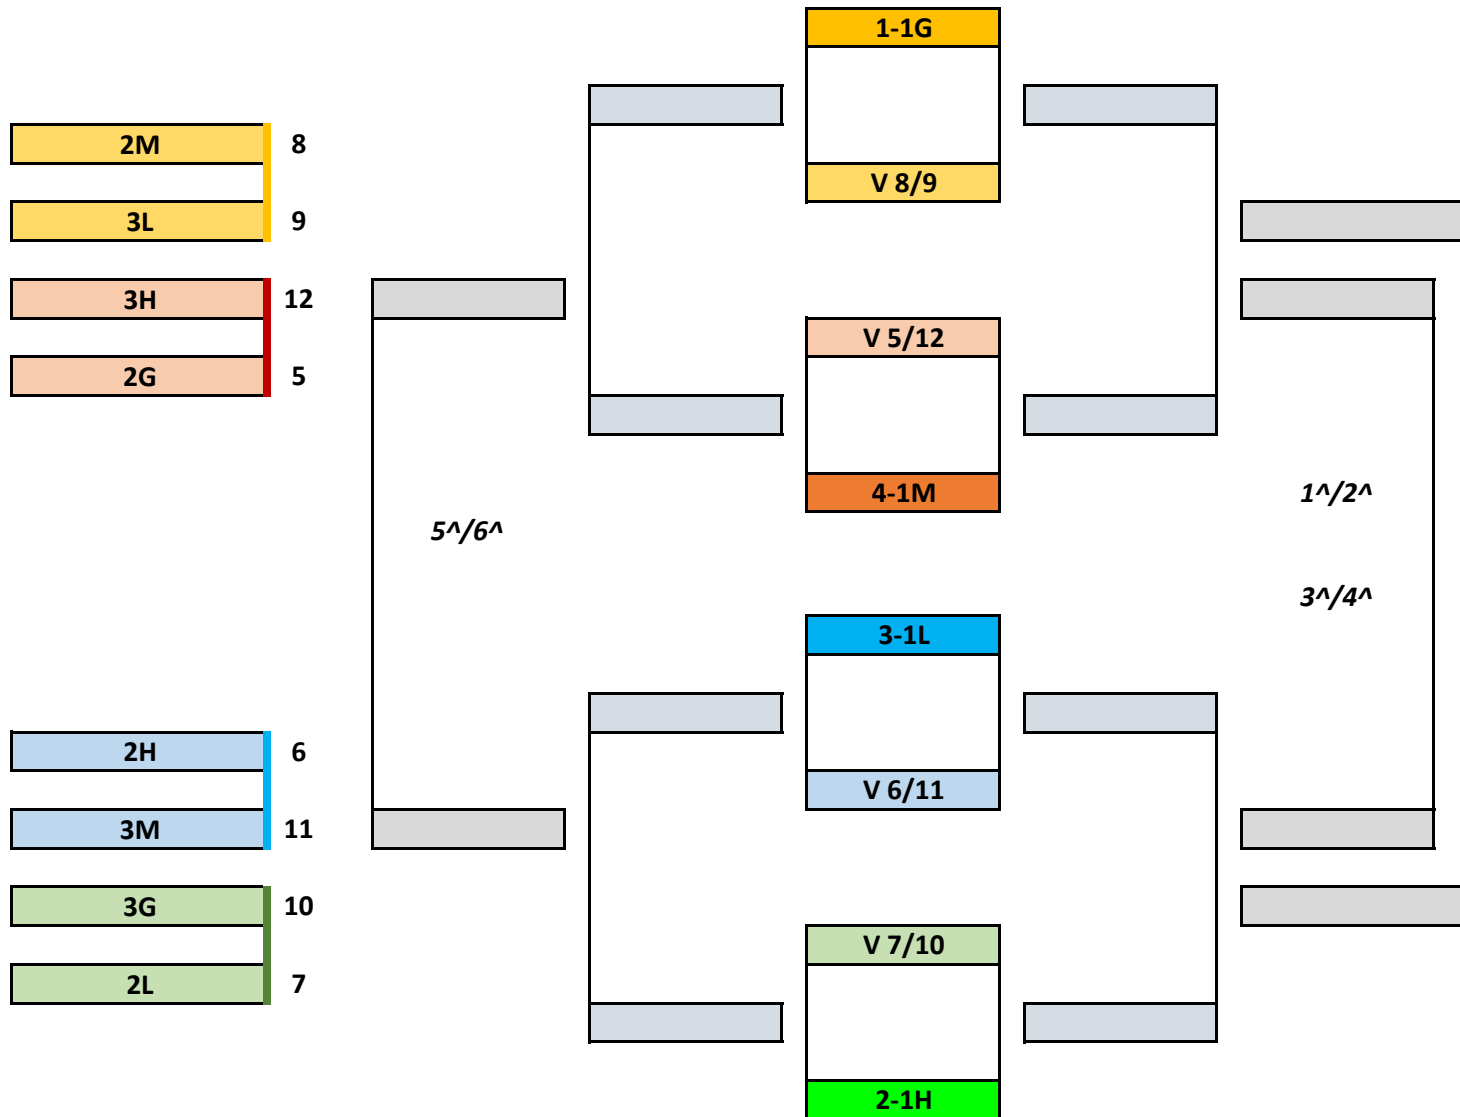 1-1G
2M 8
V 8/9
3L 9
3H 12
V 5/12
2G 5
4-1M
1^/2^
5^/6^
3^/4^
3-1L
2H 6
V 6/11
3M 11
3G 10
V 7/10
2L 7
2-1H